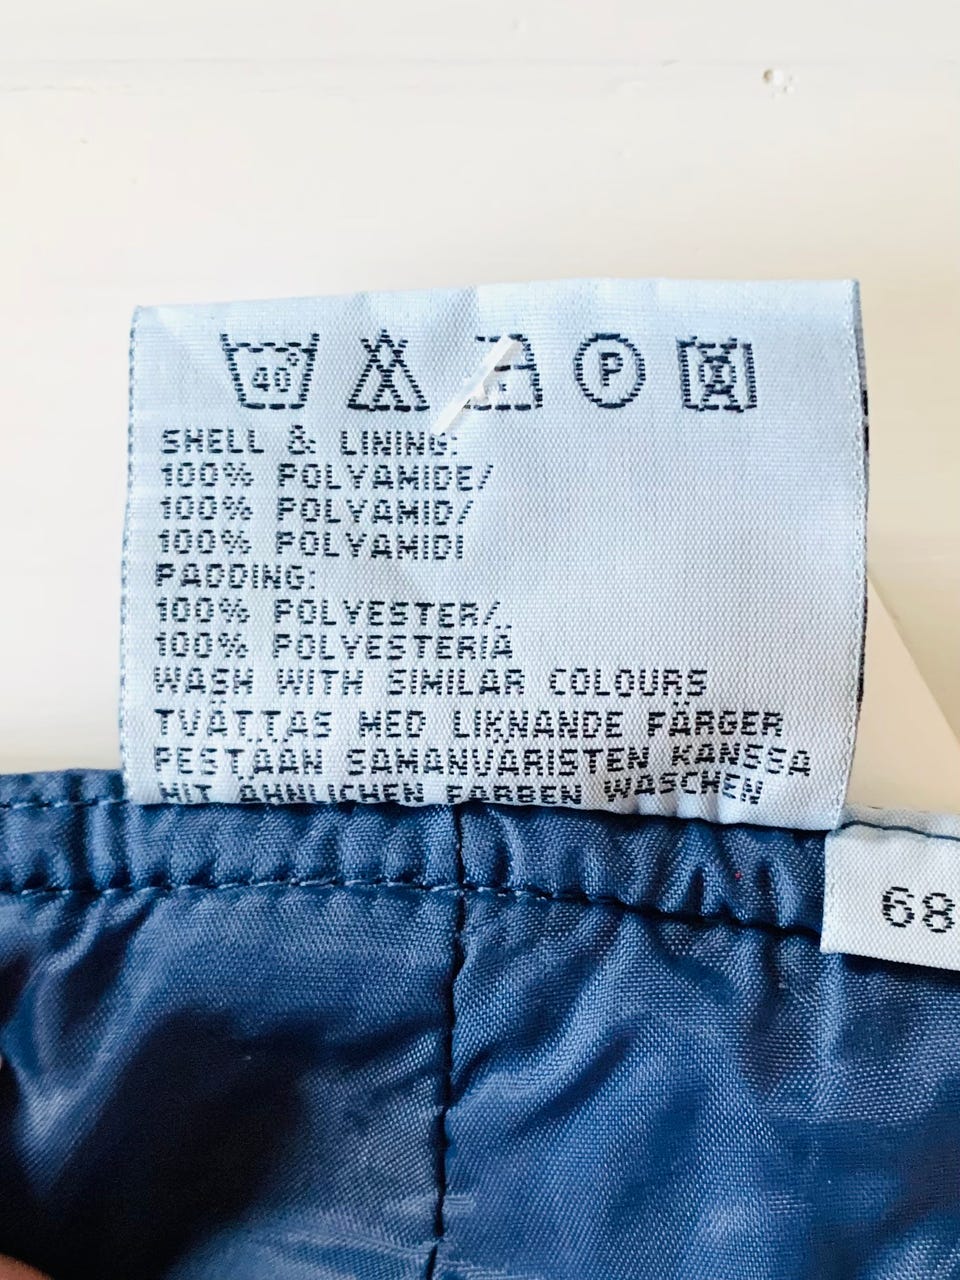 40°
P
SHELL & LINING:
100% POLYAMIDE/
100% POLYAMID/
100% POLYAMIDI
PADDING:
100% POLYESTER/
100% POLYESTERIÄ
WASH WITH SIMILAR COLOURS
TVÄTTAS MED LIKNANDE FÄRGER
PESTÄÄN SAMANVÄRISTEN KANSSA
MIT ÄHNLICHEN FARBEN WASCHEN
68